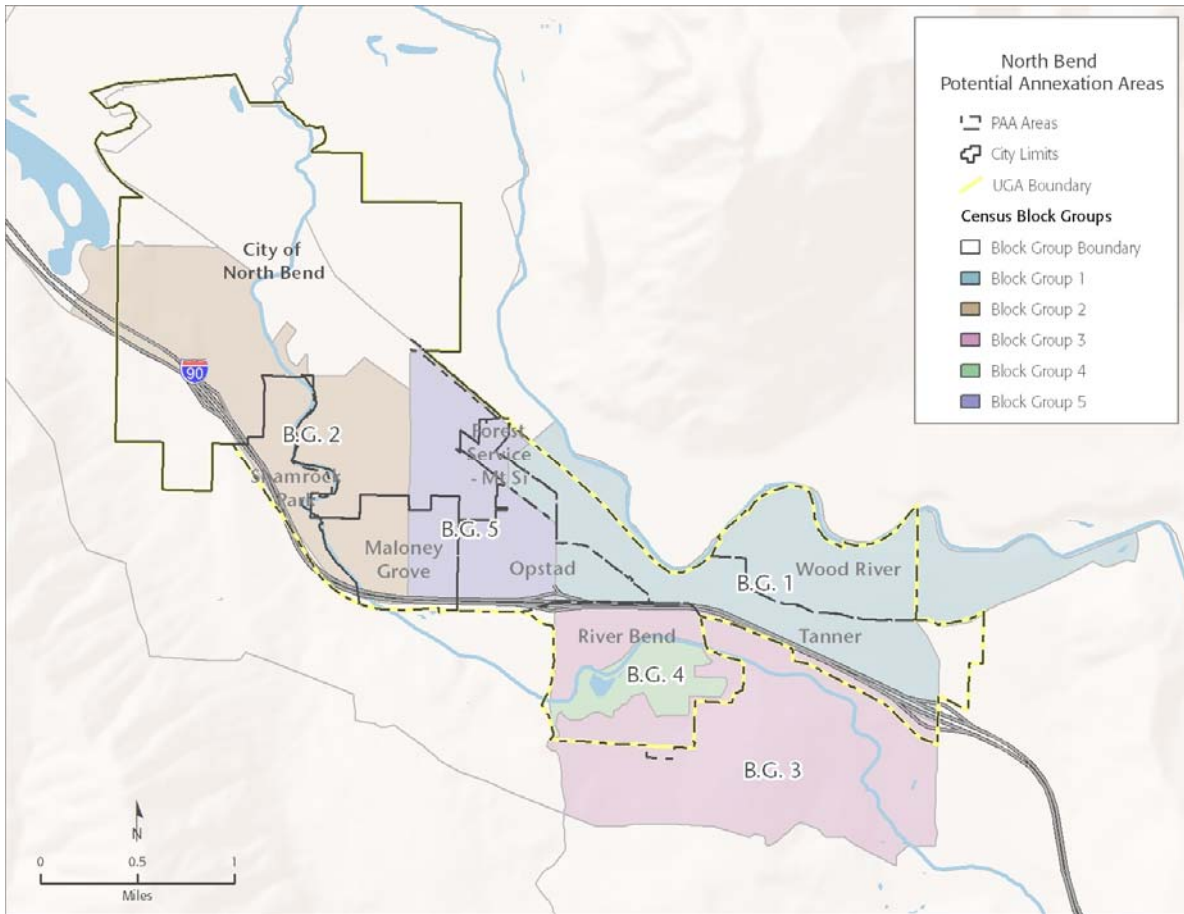 North Bend
Potential Annexation Areas
PAA Areas
City Limits
UGA Boundary
Census Block Groups
Block Group Boundary
Block Group 1
Block Group 2
Block Group 3
Block Group 4
Block Group 5
City of
North Bend
90
B.G. 2
Shamrock
Park
Forest
Service
- Mt Si
B.G. 5
Maloney
Grove
Opstad
B.G. 1
Wood River
River Bend
Tanner
B.G. 4
B.G. 3
N
0 0.5 1
Miles